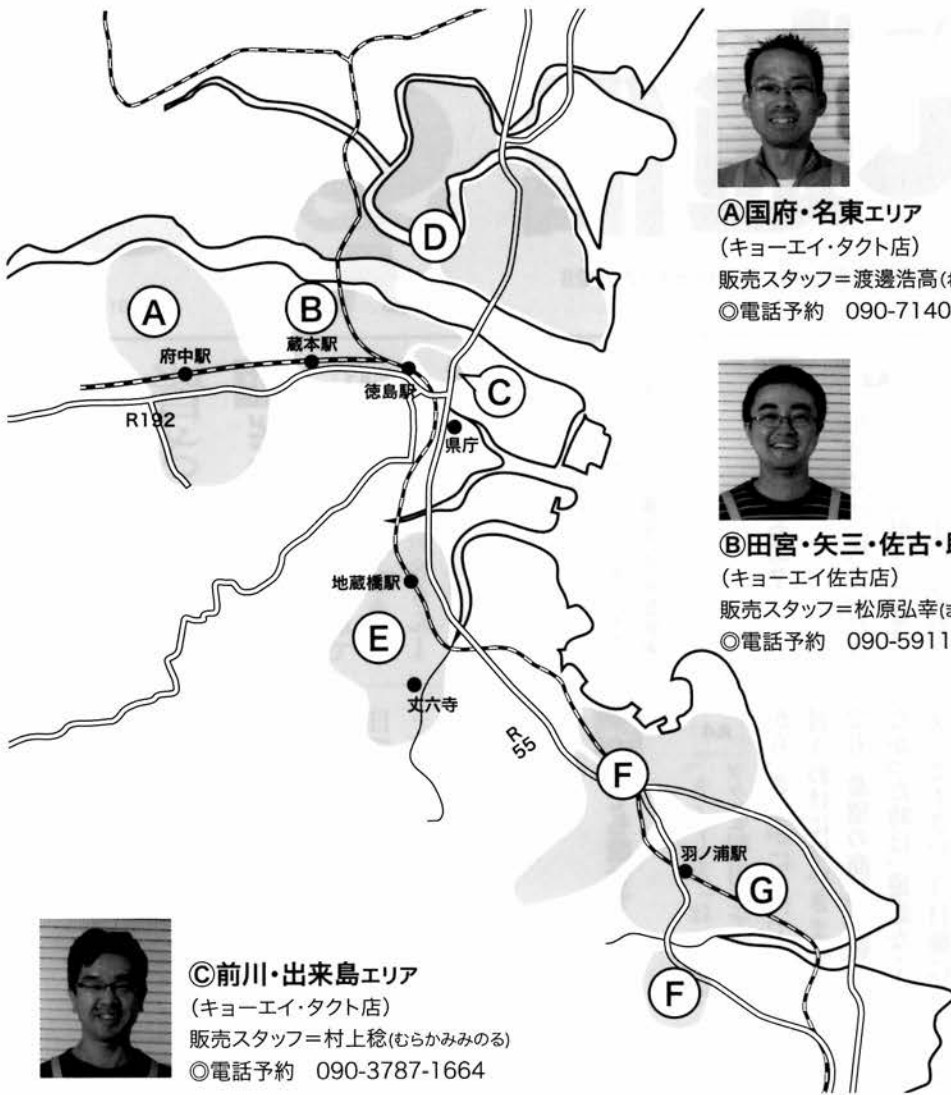 Ⓐ国府・名東エリア
(キョーエイ・タクト店)
販売スタッフ=渡邊浩高(
◎電話予約 090-7140
Ⓑ田宮・矢三・佐古・
(キョーエイ佐古店)
販売スタッフ=松原弘幸(
◎電話予約 090-5911
D
A
B
府中駅
蔵本駅
徳島駅
C
R192
県庁
地蔵橋駅
E
丈六寺
R55
F
羽ノ浦駅
G
F
Ⓒ前川・出来島エリア
(キョーエイ・タクト店)
販売スタッフ=村上稔(むらかみみのる)
◎電話予約 090-3787-1664